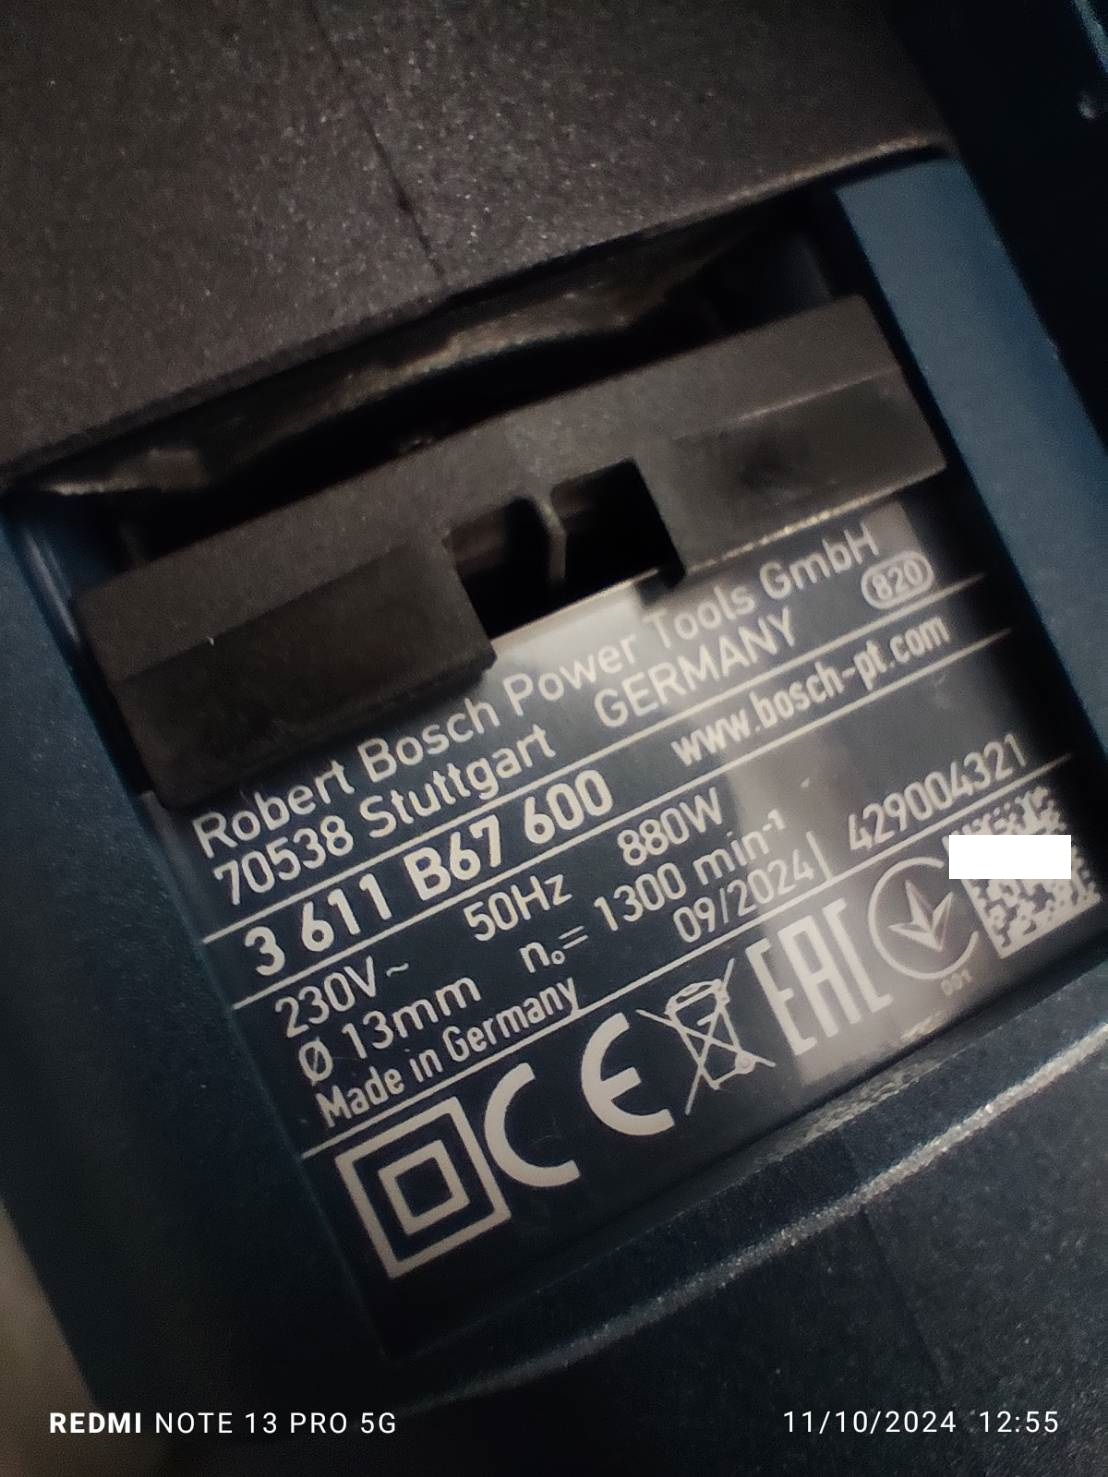 Robert Bosch Power Tools GmbH
70538 Stuttgart GERMANY 820
3 611 B67 600 www.bosch-pt.com
230V~ 50Hz 880W
Ø 13mm n₀= 1300 min⁻¹
Made in Germany 09/2024| 429004321
CE EAC
001
REDMI NOTE 13 PRO 5G
11/10/2024 12:55